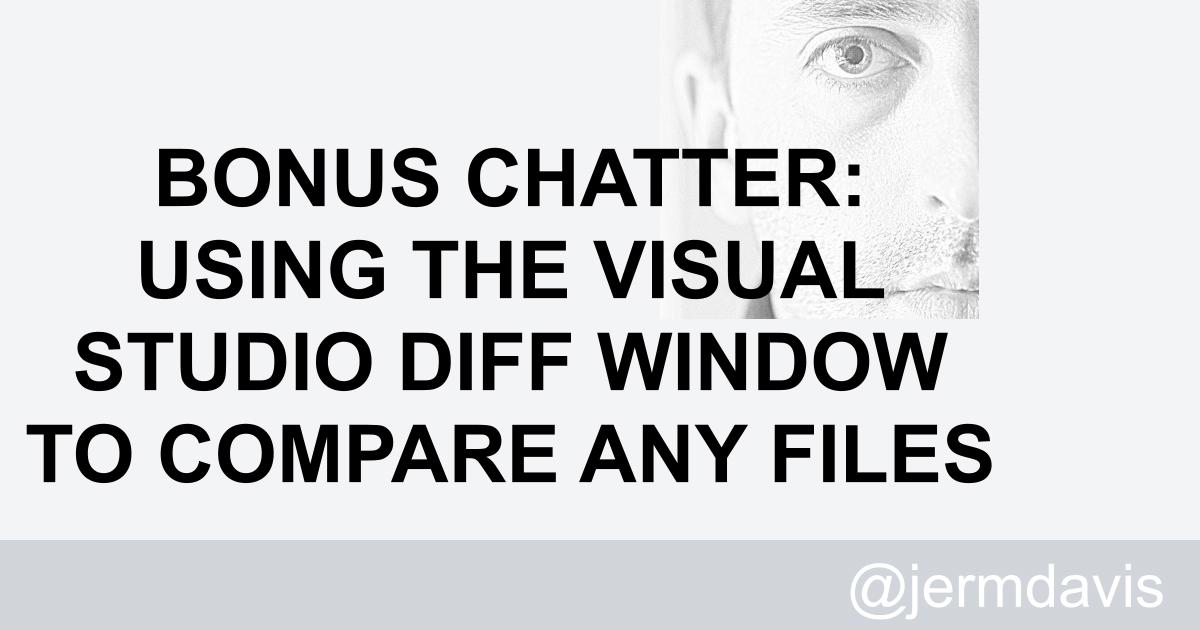 BONUS CHATTER:
USING THE VISUAL
STUDIO DIFF WINDOW
TO COMPARE ANY FILES
@jermdavis